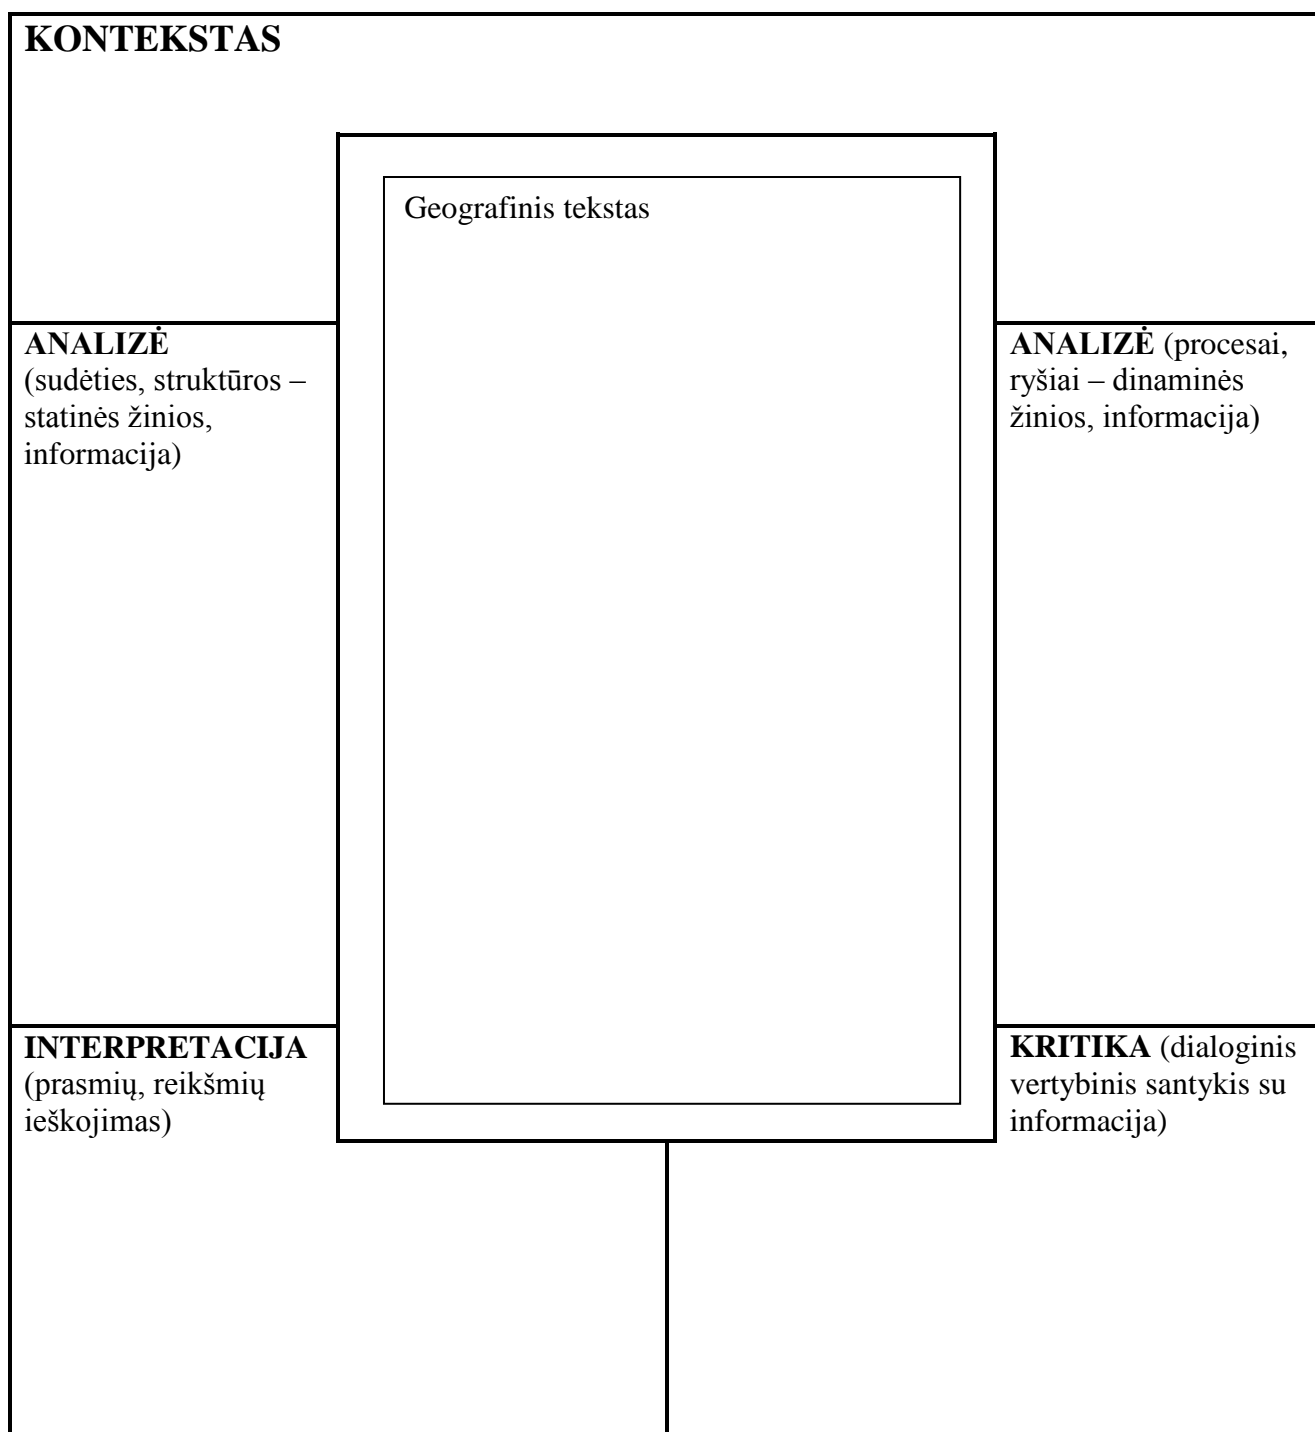 KONTEKSTAS
Geografinis tekstas
ANALIZĖ
(sudėties, struktūros –
statinės žinios,
informacija)
ANALIZĖ (procesai,
ryšiai – dinaminės
žinios, informacija)
INTERPRETACIJA
(prasmių, reikšmių
ieškojimas)
KRITIKA (dialoginis
vertybinis santykis su
informacija)